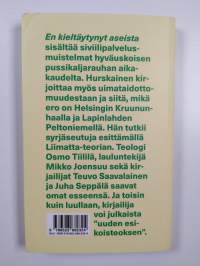 En kieltäytynyt aseista
sisältää siviilipalvelus-
muistelmat hyväuskoisen
pussikaljarauhan aika-
kaudelta. Hurskainen kir-
joittaa myös uimataidotto-
muudestaan ja siitä, mikä
ero on Helsingin Kruunun-
haalla ja Lapinlahden
Peltoniemellä. Hän tutkii
syrjäseutuja esittämällä
Liimatta-teorian. Teologi
Osmo Tiililä, lauluntekijä
Mikko Joensuu sekä kir-
jailijat Teuvo Saavalainen
ja Juha Seppälä saavat
omat esseensä. Ja toisin
kuin luullaan, kirjailija
voi julkaista
"uuden esi-
koisteoksen".